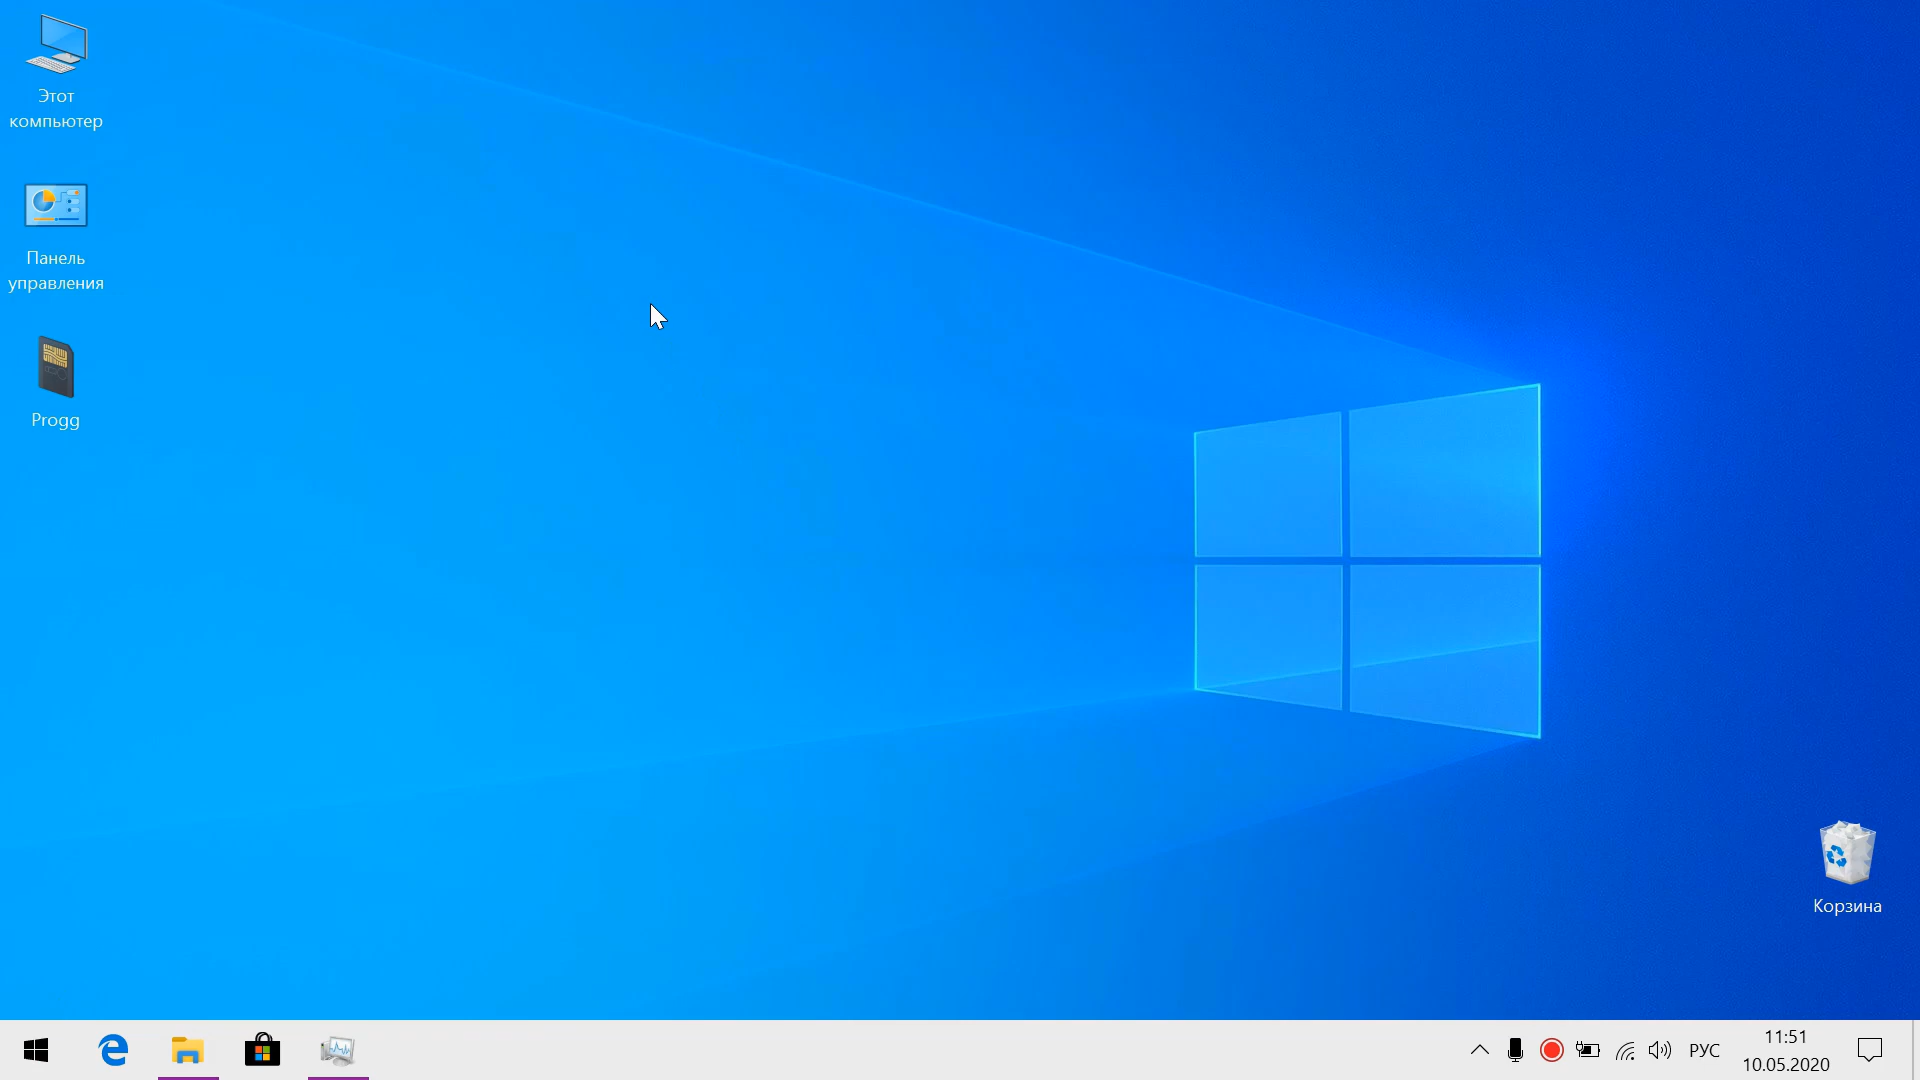 Этот
компьютер
Панель
управления
Progg
Корзина
РУС
11:51
10.05.2020